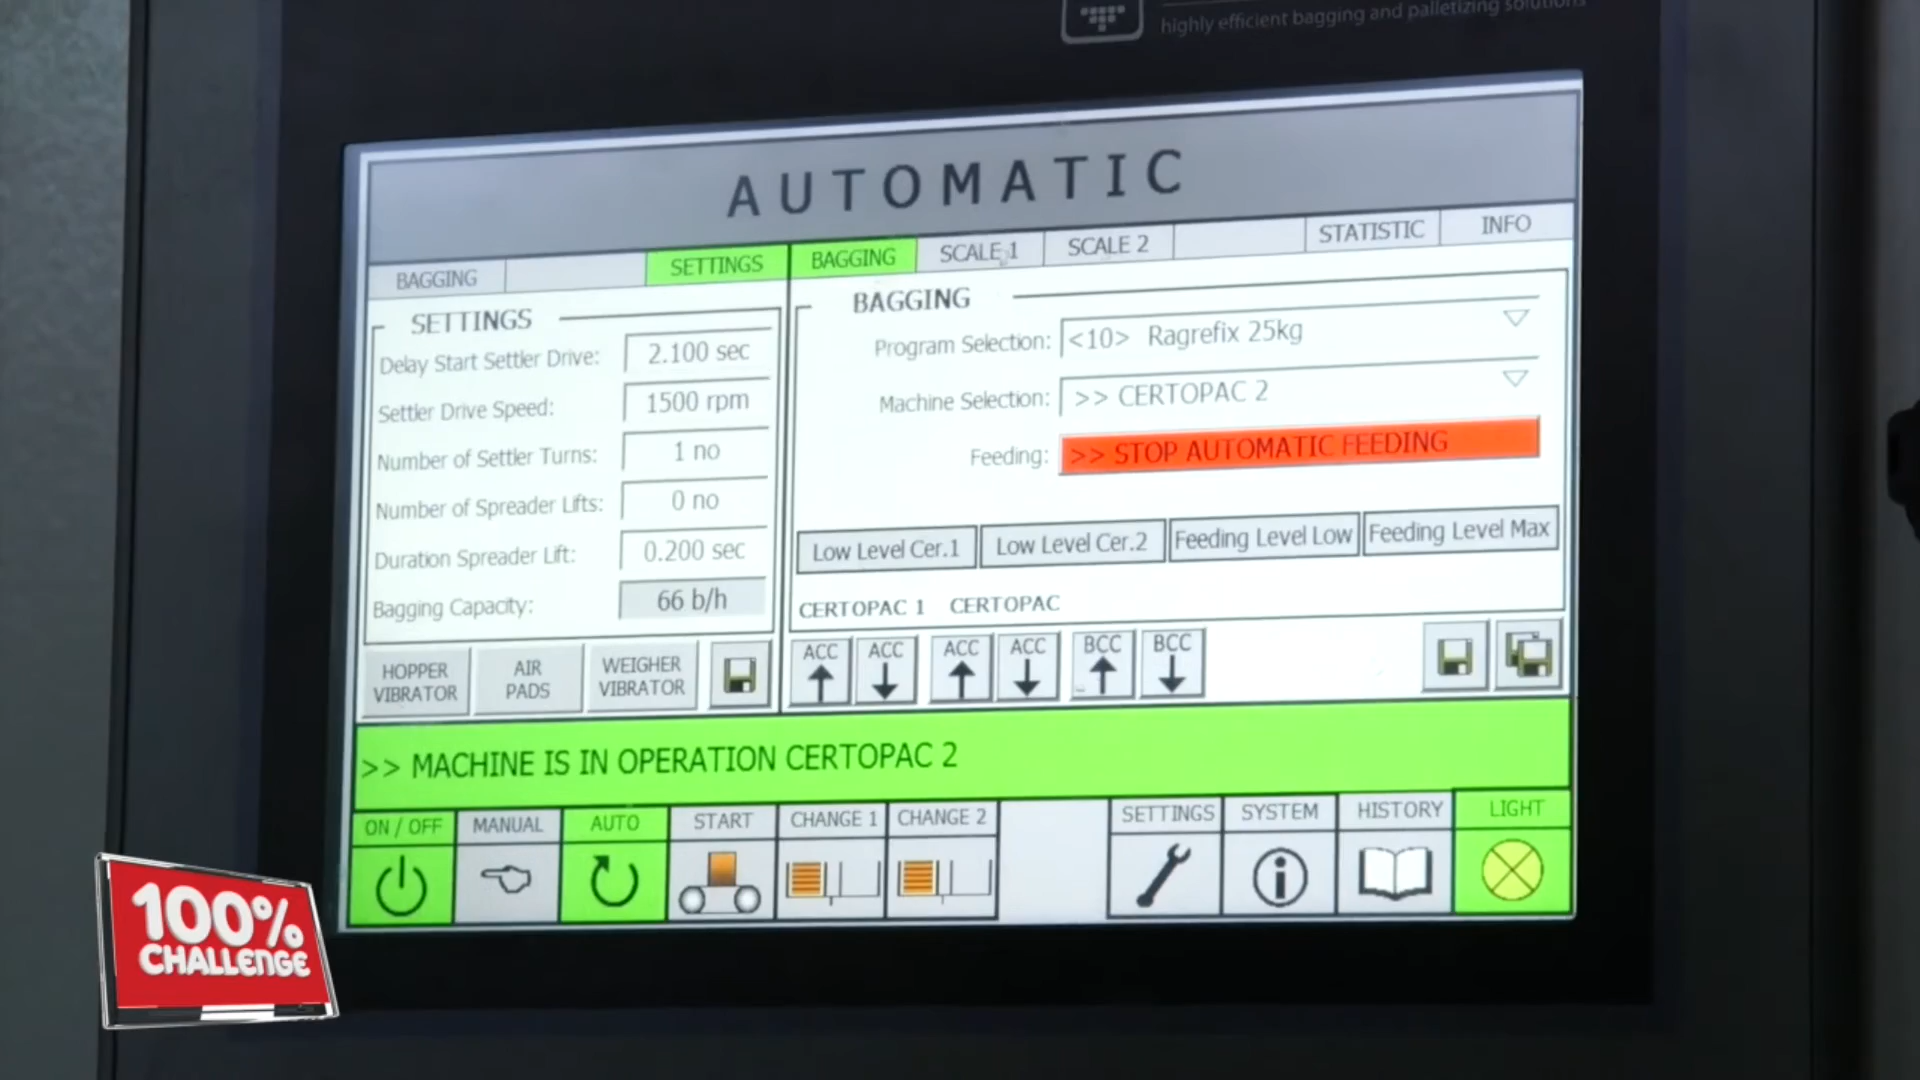 highly efficient bagging and palletizing solutions
AUTOMATIC
BAGGING SETTINGS BAGGING SCALE 1 SCALE 2 STATISTIC INFO
SETTINGS
Delay Start Settler Drive: 2.100 sec
Settler Drive Speed: 1500 rpm
Number of Settler Turns: 1 no
Number of Spreader Lifts: 0 no
Duration Spreader Lift: 0.200 sec
Bagging Capacity: 66 b/h
HOPPER VIBRATOR
AIR PADS
WEIGHER VIBRATOR
BAGGING
Program Selection: <10> Ragrefix 25kg
Machine Selection: >> CERTOPAC 2
Feeding: >> STOP AUTOMATIC FEEDING
Low Level Cer.1 Low Level Cer.2 Feeding Level Low Feeding Level Max
CERTOPAC 1 CERTOPAC
ACC ACC ACC ACC BCC BCC
>> MACHINE IS IN OPERATION CERTOPAC 2
ON / OFF MANUAL AUTO START CHANGE 1 CHANGE 2 SETTINGS SYSTEM HISTORY LIGHT
100%
CHALLENGE